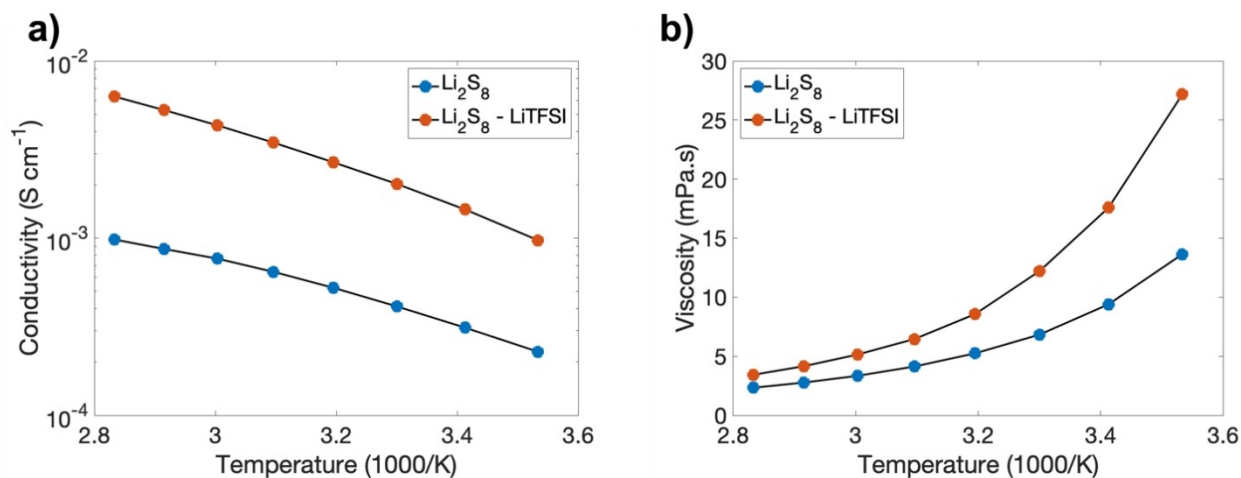 a)
10⁻²
10⁻³
10⁻⁴
Conductivity (S cm⁻¹)
Li₂S₈
Li₂S₈ - LiTFSI
2.8 3 3.2 3.4 3.6
Temperature (1000/K)
b)
30
25
20
15
10
5
0
Viscosity (mPa.s)
Li₂S₈
Li₂S₈ - LiTFSI
2.8 3 3.2 3.4 3.6
Temperature (1000/K)